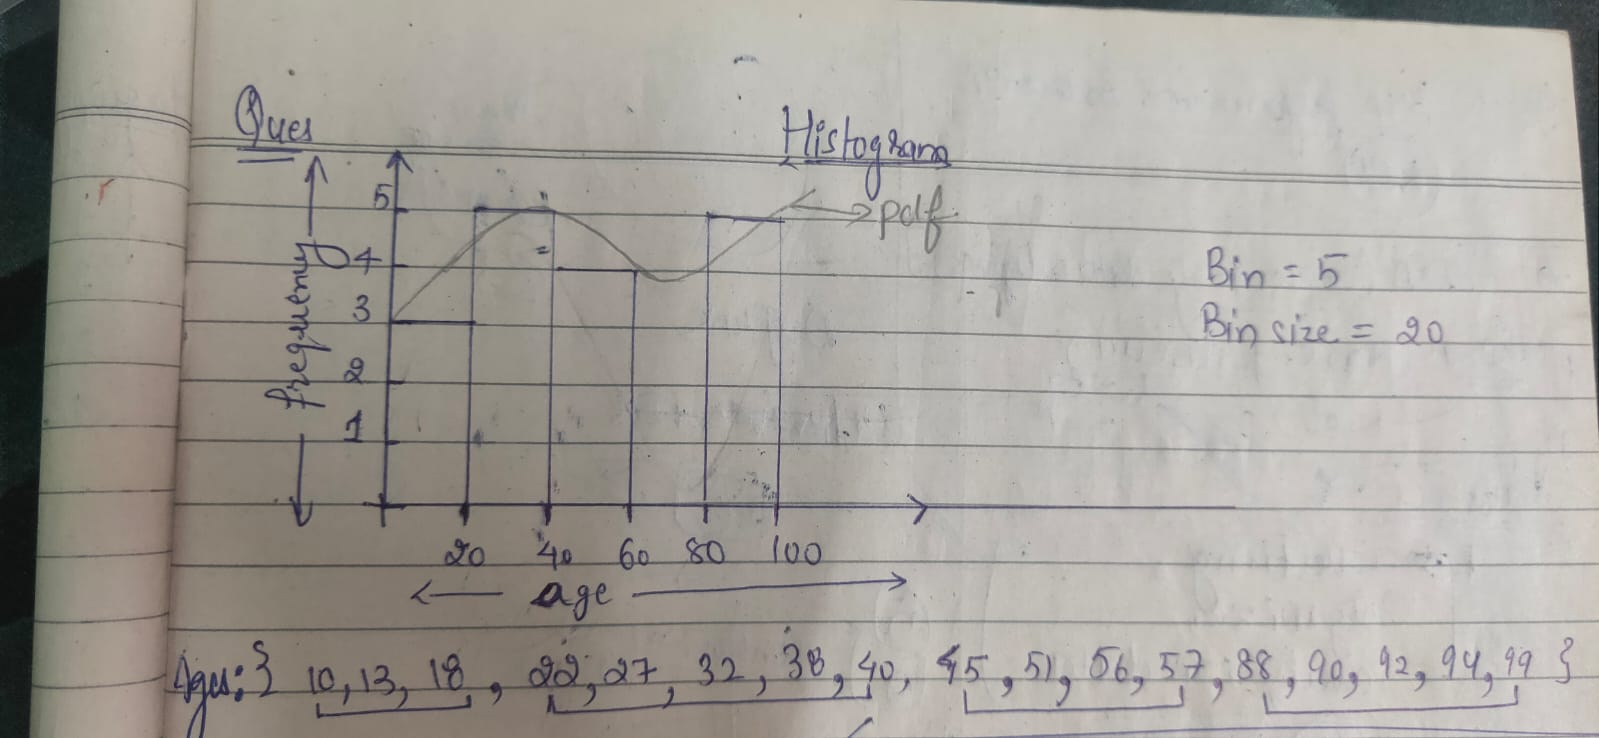 Ques
Histogram
5
4
3
2
1
frequency
pdf
Bin = 5
Bin size = 20
20 40 60 80 100
age
Ages: { 10, 13, 18, 22, 27, 32, 38, 40, 45, 51, 56, 57, 88, 90, 92, 94, 99 }